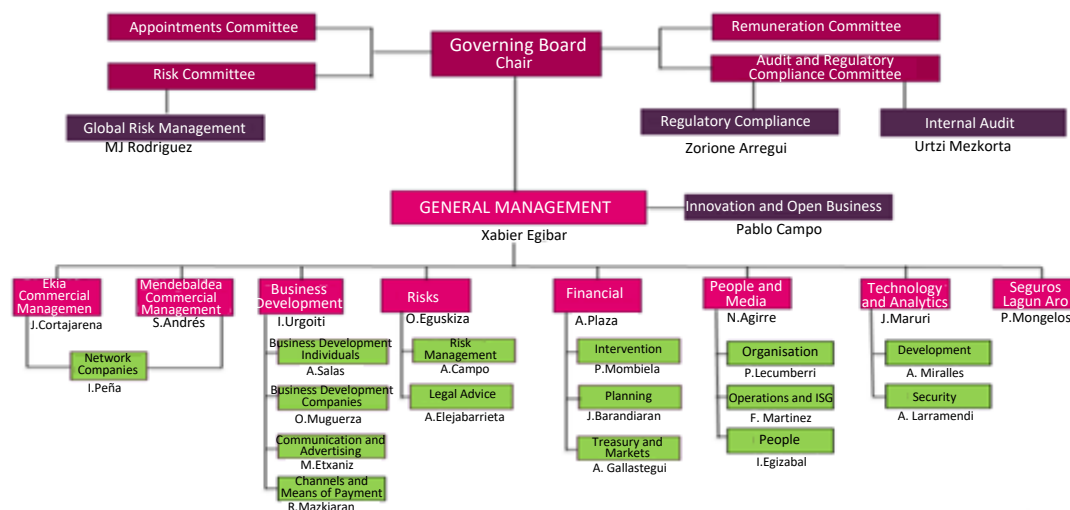 Appointments Committee
Governing Board
Chair
Remuneration Committee
Risk Committee
Audit and Regulatory
Compliance Committee
Global Risk Management
MJ Rodriguez
Regulatory Compliance
Zorione Arregui
Internal Audit
Urtzi Mezkorta
GENERAL MANAGEMENT
Xabier Egibar
Innovation and Open Business
Pablo Campo
Ekia
Commercial
Managemen
J.Cortajarena
Mendebaldea
Commercial
Management
S.Andrés
Network
Companies
I.Peña
Business
Development
I.Urgoiti
Business Development
Individuals
A.Salas
Business Development
Companies
O.Muguerza
Communication and
Advertising
M.Etxaniz
Channels and
Means of Payment
R.Mazkiaran
Risks
O.Eguskiza
Risk
Management
A.Campo
Legal Advice
A.Elejabarrieta
Financial
A.Plaza
Intervention
P.Mombiela
Planning
J.Barandiaran
Treasury and
Markets
A. Gallastegui
People and
Media
N.Agirre
Organisation
P.Lecumberri
Operations and ISG
F. Martinez
People
I.Egizabal
Technology
and Analytics
J.Maruri
Development
A. Miralles
Security
A. Larramendi
Seguros
Lagun Aro
P.Mongelos